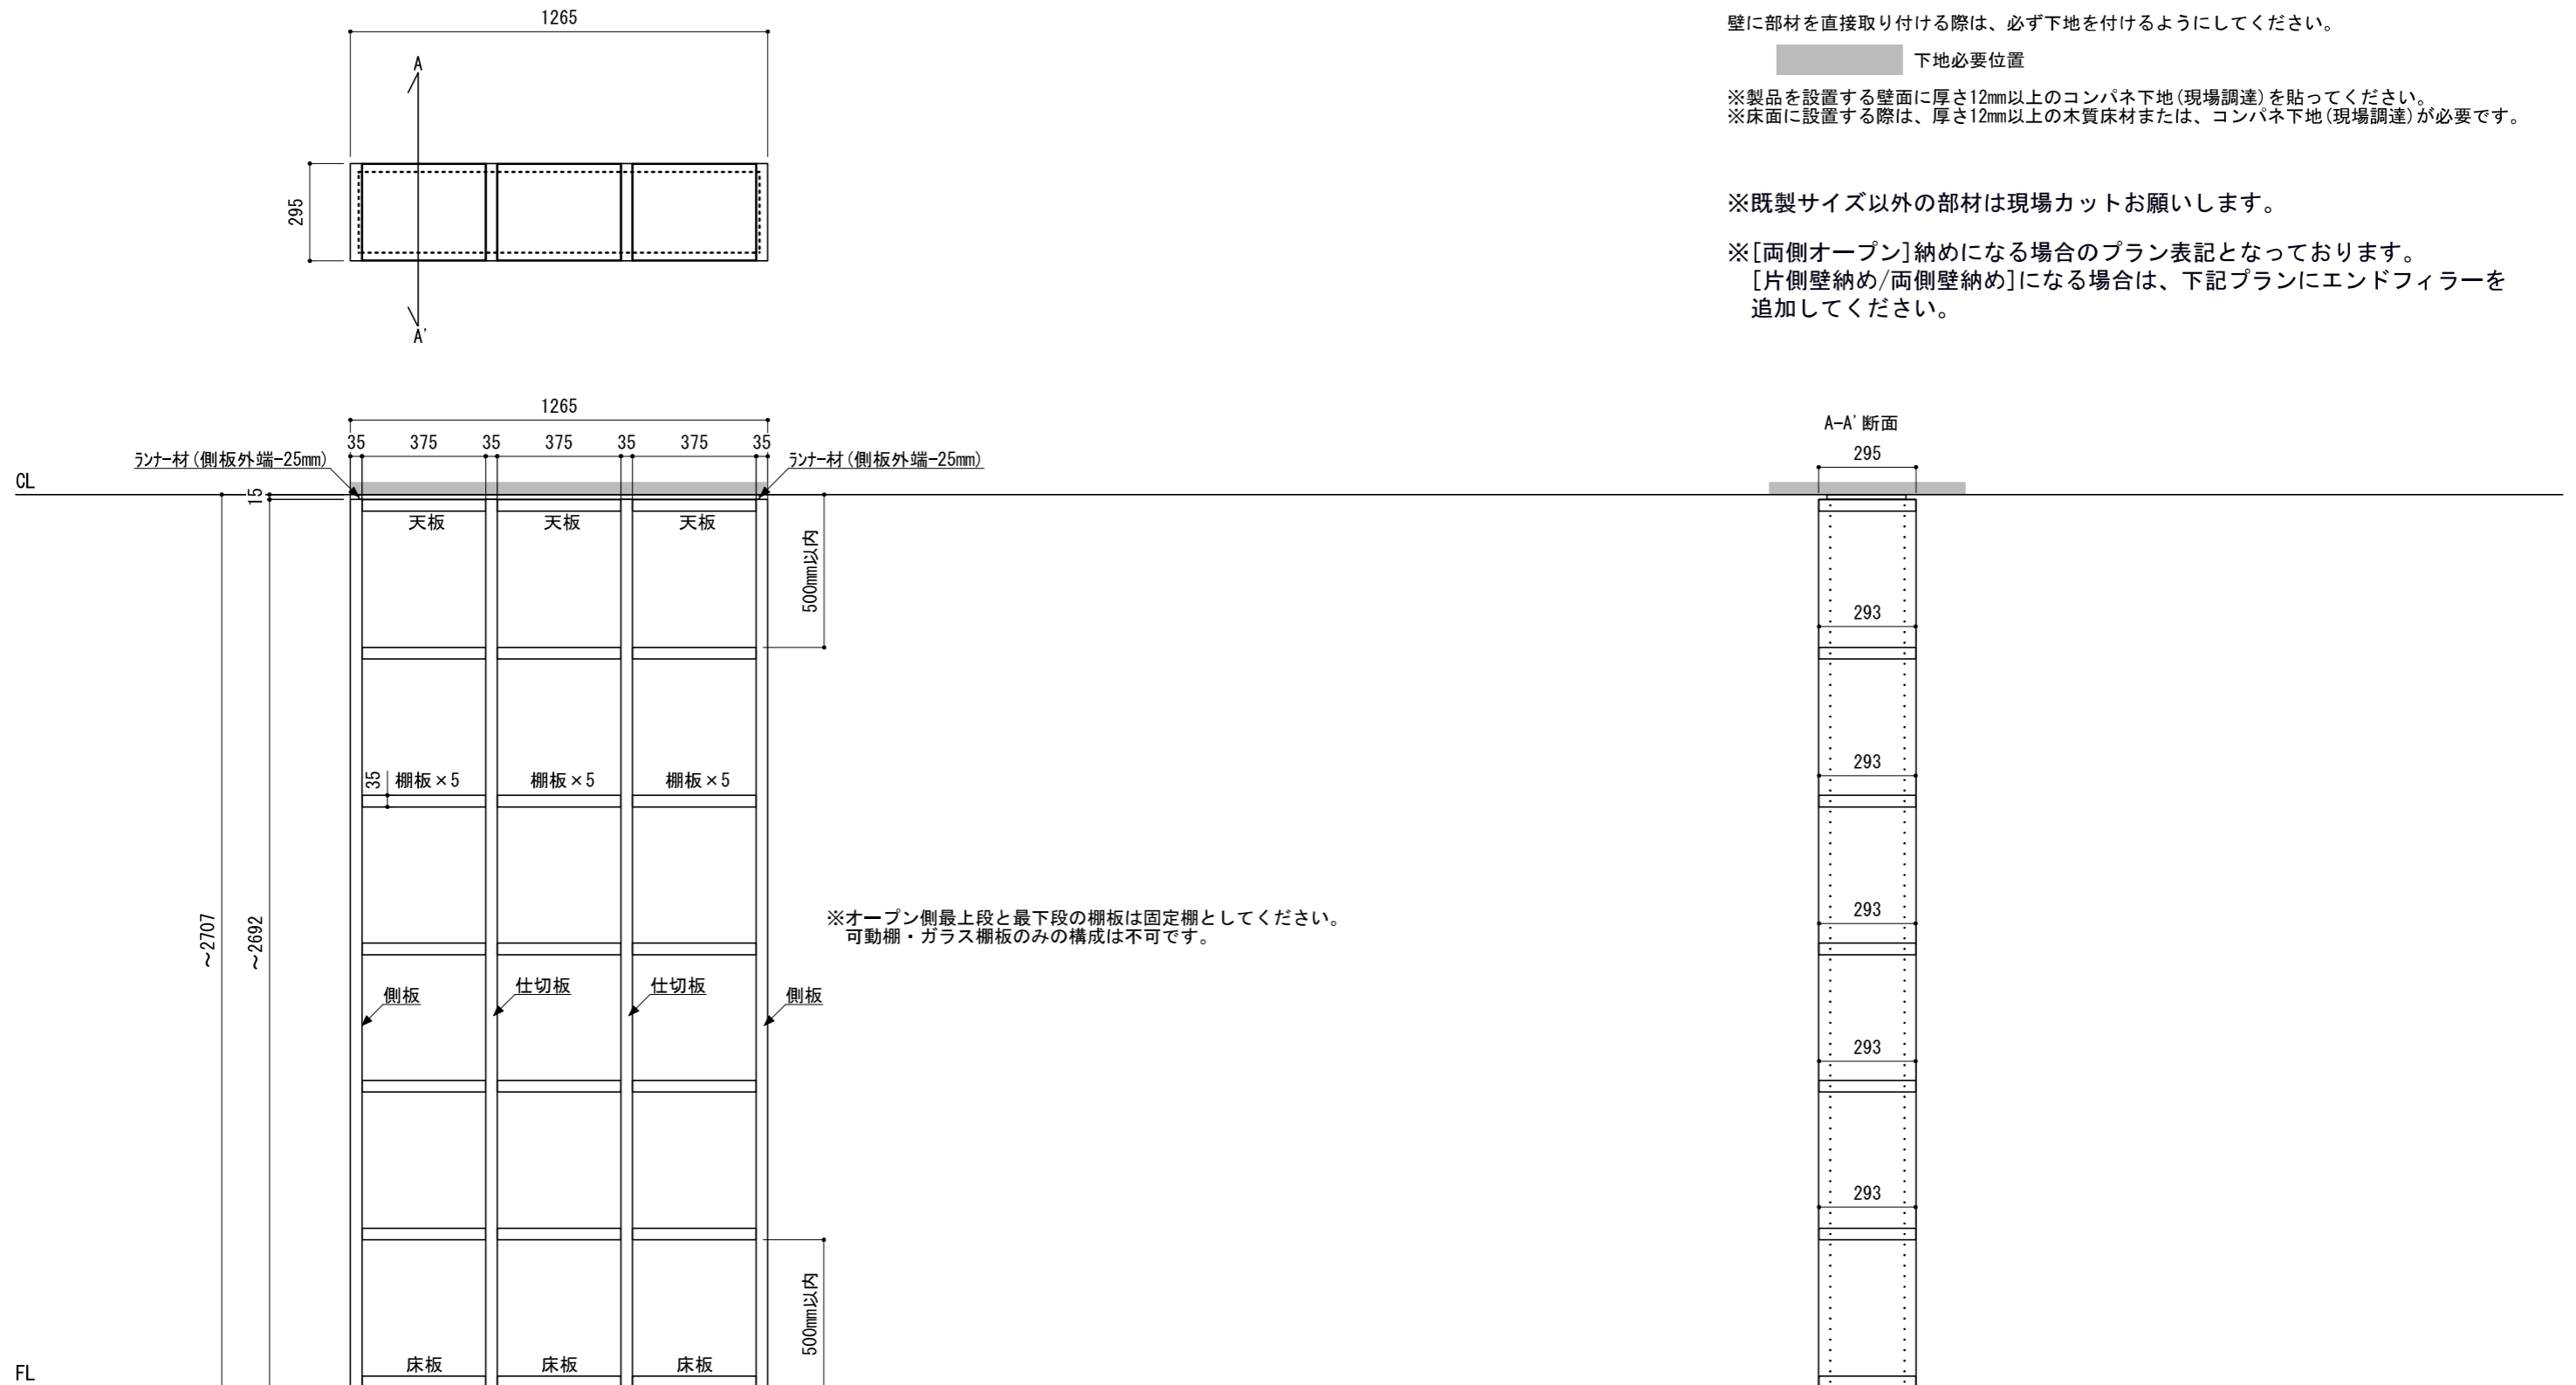 1265
壁に部材を直接取り付ける際は、必ず下地を付けるようにしてください。
下地必要位置
※製品を設置する壁面に厚さ12mm以上のコンパネ下地(現場調達)を貼ってください。
※床面に設置する際は、厚さ12mm以上の木質床材または、コンパネ下地(現場調達)が必要です。
A
295
A'
※既製サイズ以外の部材は現場カットお願いします。
※[両側オープン]納めになる場合のプラン表記となっております。
[片側壁納め/両側壁納め]になる場合は、下記プランにエンドフィラーを
追加してください。
1265
35 375 35 375 35 375 35
ﾗﾝﾅｰ材(側板外端-25mm)
ﾗﾝﾅｰ材(側板外端-25mm)
A-A'断面
295
CL
15
天板 天板 天板
500mm以内
293
35
棚板×5 棚板×5 棚板×5
293
~2707
~2692
※オープン側最上段と最下段の棚板は固定棚としてください。
可動棚・ガラス棚板のみの構成は不可です。
293
側板
仕切板
仕切板
側板
293
293
500mm以内
床板 床板 床板
FL